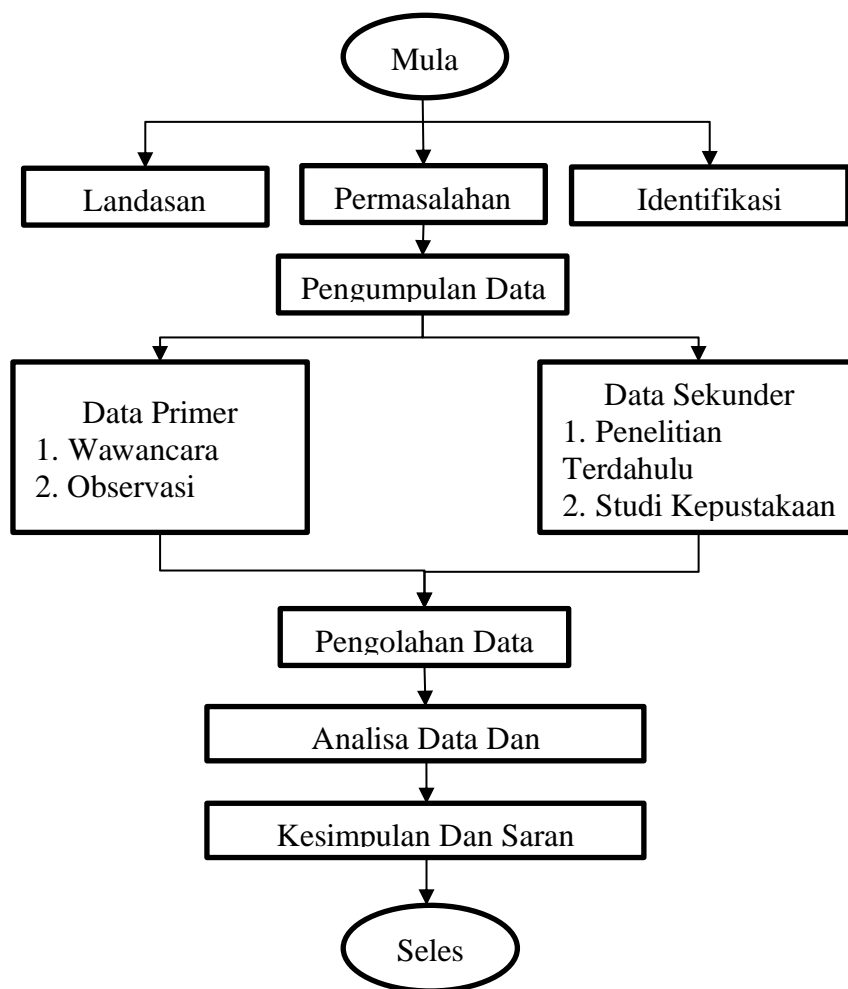 Mula
Landasan
Permasalahan
Identifikasi
Pengumpulan Data
Data Primer
1. Wawancara
2. Observasi
Data Sekunder
1. Penelitian
Terdahulu
2. Studi Kepustakaan
Pengolahan Data
Analisa Data Dan
Kesimpulan Dan Saran
Seles